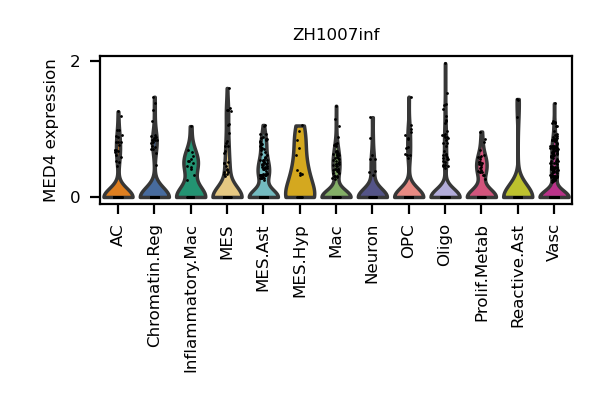 ZH1007inf
MED4 expression
2
0
AC
Chromatin.Reg
Inflammatory.Mac
MES
MES.Ast
MES.Hyp
Mac
Neuron
OPC
Oligo
Prolif.Metab
Reactive.Ast
Vasc